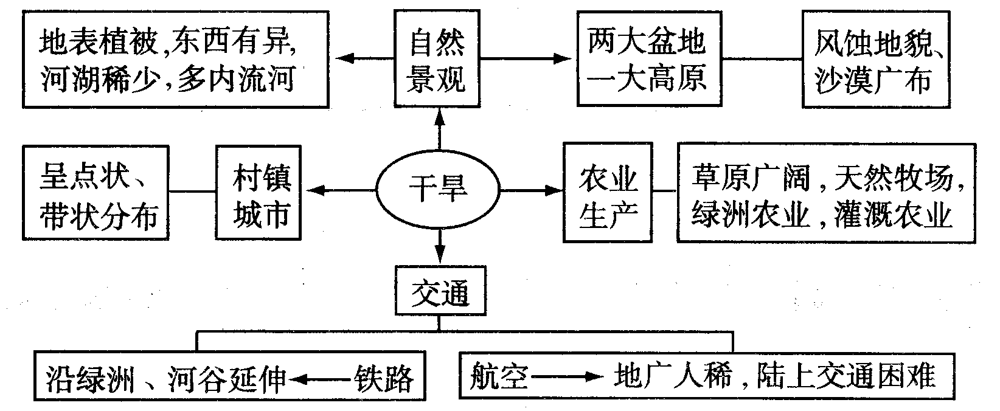 地表植被,东西有异,
河湖稀少,多内流河
自然
景观
两大盆地
一大高原
风蚀地貌、
沙漠广布
呈点状、
带状分布
村镇
城市
干旱
农业
生产
草原广阔,天然牧场,
绿洲农业,灌溉农业
交通
沿绿洲、河谷延伸
铁路
航空
地广人稀,陆上交通困难